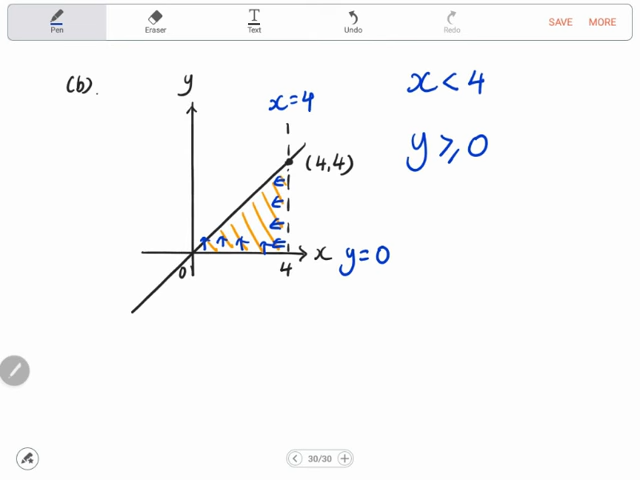 Pen
Eraser
Text
Undo
Redo
SAVE
MORE
(b).
y
x=4
x < 4
y ⩾ 0
(4,4)
x
y=0
0
4
30/30